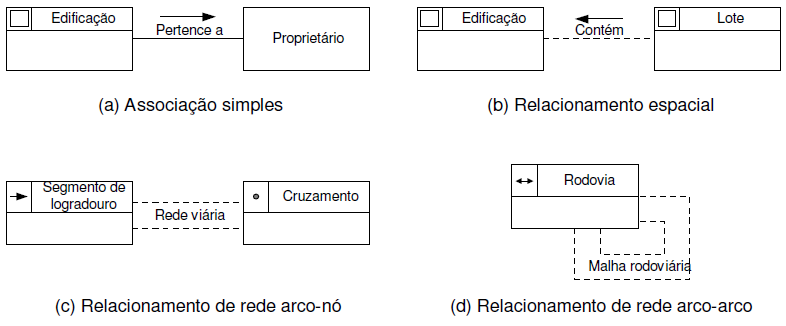 Edificação
Pertence a
Proprietário
(a) Associação simples
Edificação
Contém
Lote
(b) Relacionamento espacial
Segmento de
logradouro
Rede viária
Cruzamento
(c) Relacionamento de rede arco-nó
Rodovia
Malha rodoviária
(d) Relacionamento de rede arco-arco